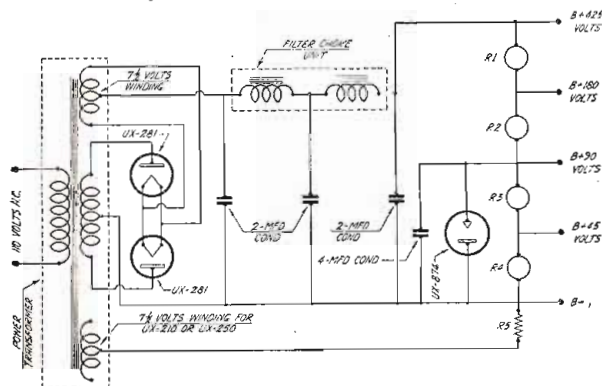 B+425
VOLTS
FILTER CHOKE
UNIT
R1
7½ VOLTS
WINDING
B+180
VOLTS
R2
UX-281
B+90
VOLTS
R3
110 VOLTS A.C.
2-MFD
COND
2-MFD
COND
4-MFD COND
UX-874
B+45
VOLTS
R4
UX-281
B-
POWER
TRANSFORMER
7½ VOLTS WINDING FOR
UX-210 OR UX-250
R5